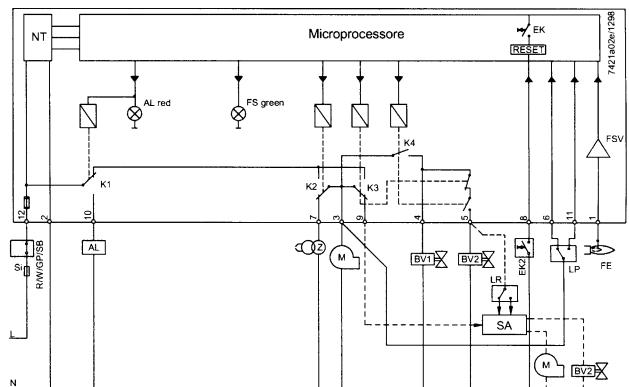 NT
Microprocessore
EK
RESET
7421a02e/1298
AL red
FS green
FSV
K4
K1
K2
K3
12
2
10
7
3
9
4
5
8
6
11
1
R/W/GP/SB
Si
AL
Z
M
BV1
BV2
EK2
LP
FE
LR
SA
L
M
BV2
N